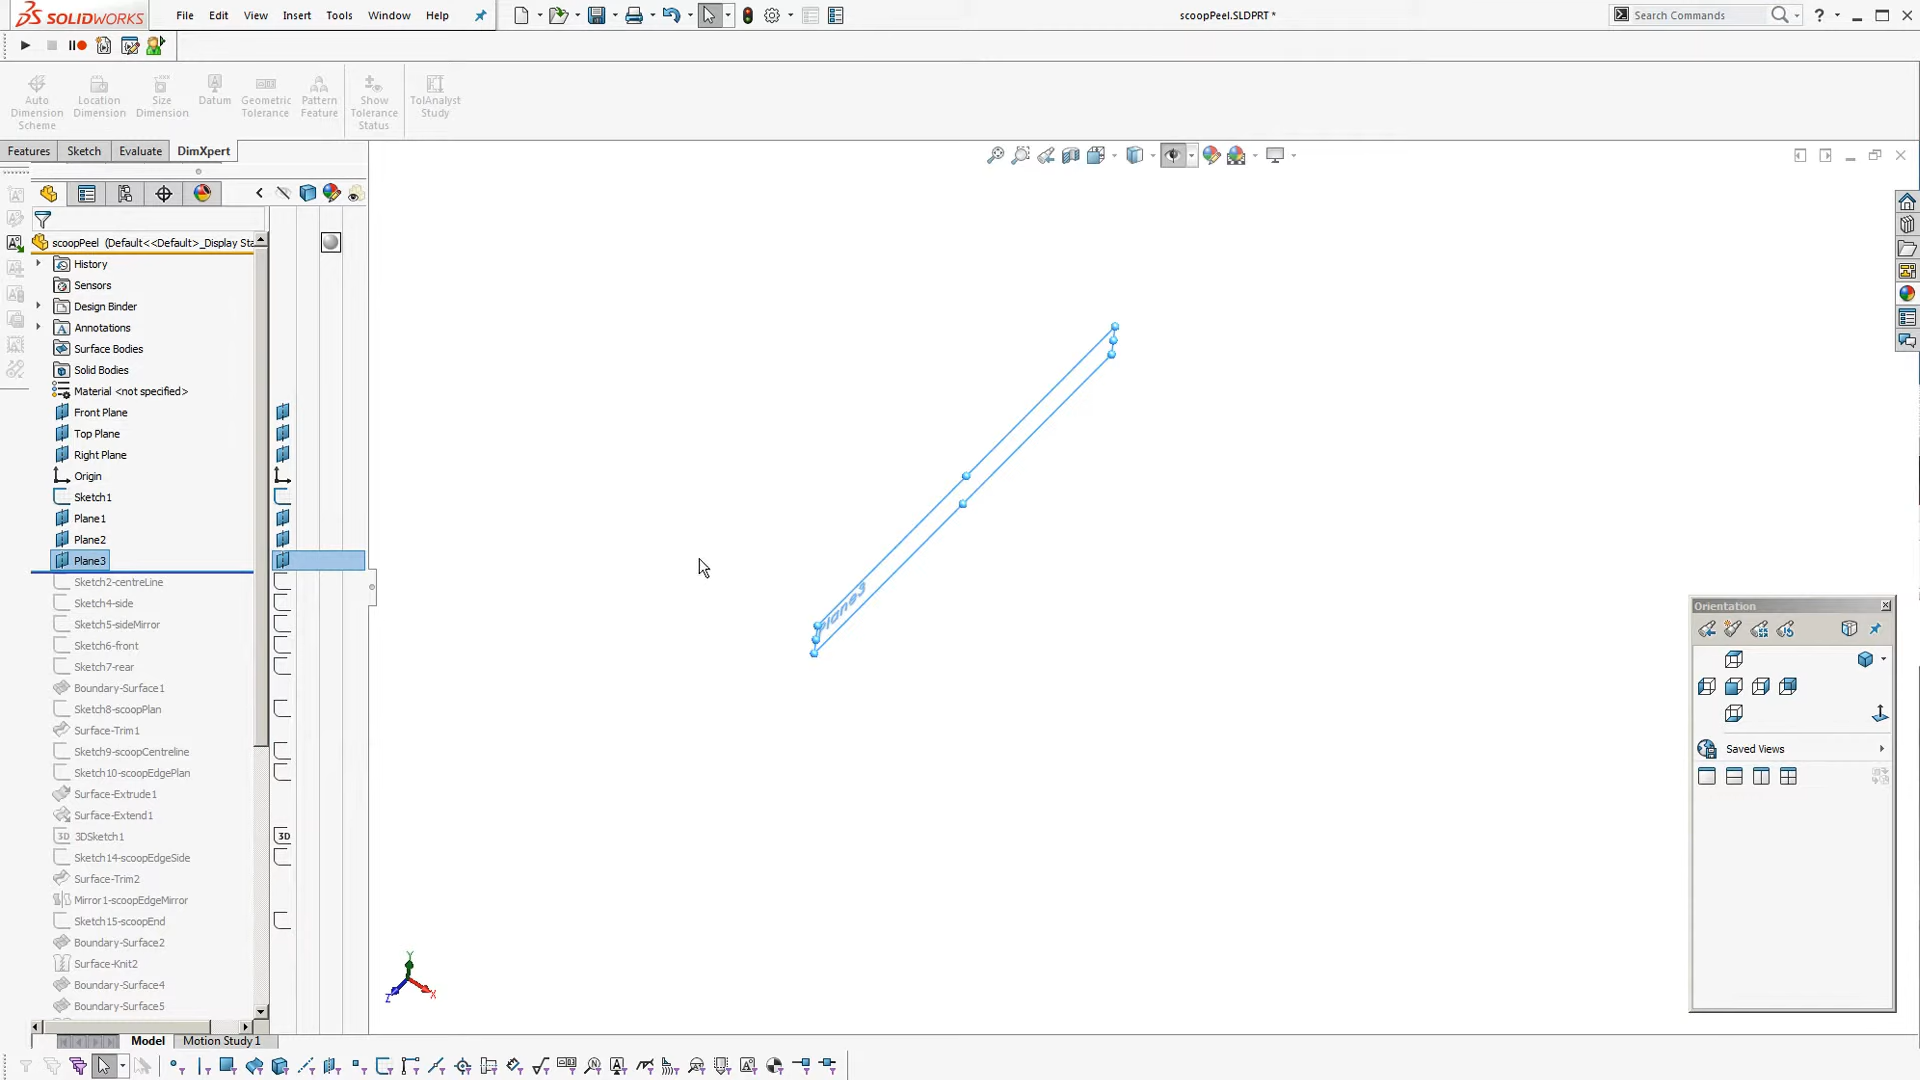 SOLIDWORKS
File Edit View Insert Tools Window Help
scoopPeel.SLDPRT *
Search Commands
Auto Dimension Scheme
Location Dimension
Size Dimension
Datum
Geometric Tolerance
Pattern Feature
Show Tolerance Status
TolAnalyst Study
Features Sketch Evaluate DimXpert
scoopPeel (Default<<Default>_Display Sta
History
Sensors
Design Binder
Annotations
Surface Bodies
Solid Bodies
Material <not specified>
Front Plane
Top Plane
Right Plane
Origin
Sketch1
Plane1
Plane2
Plane3
Sketch2-centreLine
Sketch4-side
Sketch5-sideMirror
Sketch6-front
Sketch7-rear
Boundary-Surface1
Sketch8-scoopPlan
Surface-Trim1
Sketch9-scoopCentreline
Sketch10-scoopEdgePlan
Surface-Extrude1
Surface-Extend1
3D 3DSketch1 3D
Sketch14-scoopEdgeSide
Surface-Trim2
Mirror1-scoopEdgeMirror
Sketch15-scoopEnd
Boundary-Surface2
Surface-Knit2
Boundary-Surface4
Boundary-Surface5
Plane3
Y
Z
X
Orientation
Saved Views
Model Motion Study 1